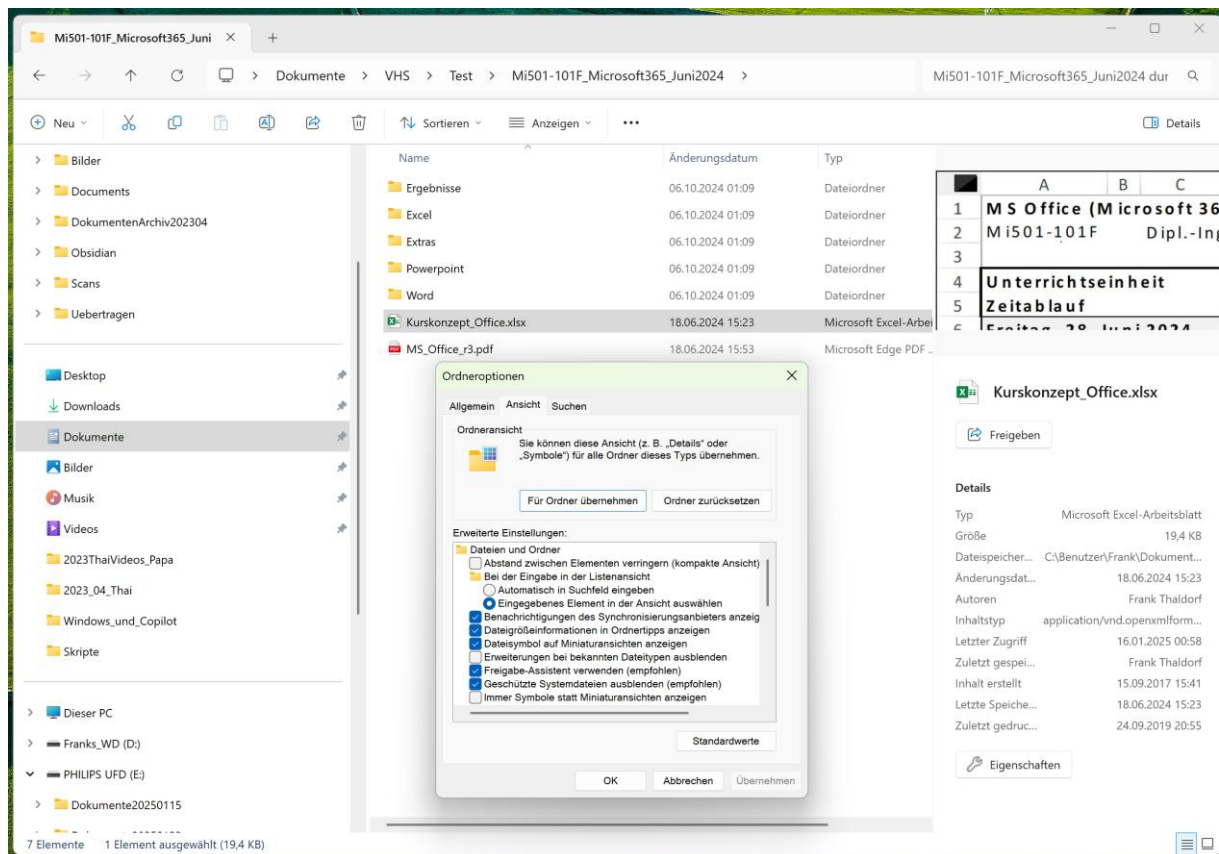 Mi501-101F_Microsoft365_Juni
Dokumente > VHS > Test > Mi501-101F_Microsoft365_Juni2024 >
Mi501-101F_Microsoft365_Juni2024 dur
Neu
Sortieren
Anzeigen
Details
Bilder
Documents
DokumentenArchiv202304
Obsidian
Scans
Uebertragen
Desktop
Downloads
Dokumente
Bilder
Musik
Videos
2023ThaiVideos_Papa
2023_04_Thai
Windows_und_Copilot
Skripte
Dieser PC
Franks_WD (D:)
PHILIPS UFD (E:)
Dokumente20250115
Name Änderungsdatum Typ
Ergebnisse 06.10.2024 01:09 Dateiordner
Excel 06.10.2024 01:09 Dateiordner
Extras 06.10.2024 01:09 Dateiordner
Powerpoint 06.10.2024 01:09 Dateiordner
Word 06.10.2024 01:09 Dateiordner
Kurskonzept_Office.xlsx 18.06.2024 15:23 Microsoft Excel-Arbei
MS_Office_r3.pdf 18.06.2024 15:53 Microsoft Edge PDF
Ordneroptionen
Allgemein Ansicht Suchen
Ordneransicht
Sie können diese Ansicht (z. B. „Details" oder
„Symbole") für alle Ordner dieses Typs übernehmen.
Für Ordner übernehmen Ordner zurücksetzen
Erweiterte Einstellungen:
Dateien und Ordner
Abstand zwischen Elementen verringern (kompakte Ansicht)
Bei der Eingabe in der Listenansicht
Automatisch in Suchfeld eingeben
Eingegebenes Element in der Ansicht auswählen
Benachrichtigungen des Synchronisierungsanbieters anzeig
Dateigrößeinformationen in Ordnertipps anzeigen
Dateisymbol auf Miniaturansichten anzeigen
Erweiterungen bei bekannten Dateitypen ausblenden
Freigabe-Assistent verwenden (empfohlen)
Geschützte Systemdateien ausblenden (empfohlen)
Immer Symbole statt Miniaturansichten anzeigen
Standardwerte
OK Abbrechen Übernehmen
A B C
1 MS Office (Microsoft 36
2 Mi501-101F Dipl.-Ing
3
4 Unterrichtseinheit
5 Zeitablauf
6 Freitag, 28. Juni 2024
Kurskonzept_Office.xlsx
Freigeben
Details
Typ Microsoft Excel-Arbeitsblatt
Größe 19,4 KB
Dateispeicher... C:\Benutzer\Frank\Dokument...
Änderungsdat... 18.06.2024 15:23
Autoren Frank Thaldorf
Inhaltstyp application/vnd.openxmlform...
Letzter Zugriff 16.01.2025 00:58
Zuletzt gespei... Frank Thaldorf
Inhalt erstellt 15.09.2017 15:41
Letzte Speiche... 18.06.2024 15:23
Zuletzt gedruc... 24.09.2019 20:55
Eigenschaften
7 Elemente 1 Element ausgewählt (19,4 KB)